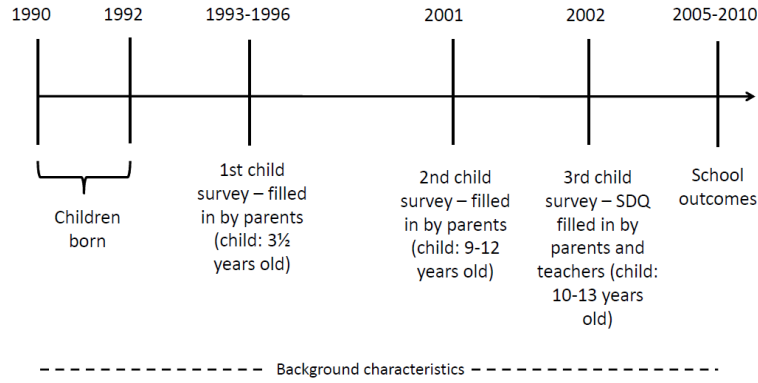 1990
1992
1993-1996
2001
2002
2005-2010
Children
born
1st child
survey – filled
in by parents
(child: 3½
years old)
2nd child
survey – filled
in by parents
(child: 9-12
years old)
3rd child
survey – SDQ
filled in by
parents and
teachers (child:
10-13 years
old)
School
outcomes
Background characteristics